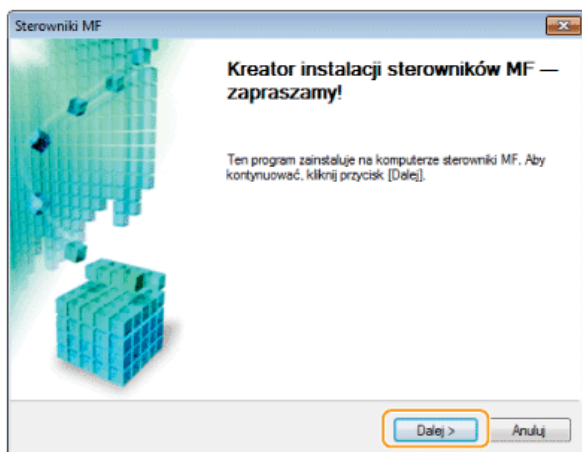 Sterowniki MF
Kreator instalacji sterowników MF —
zapraszamy!
Ten program zainstaluje na komputerze sterowniki MF. Aby
kontynuować, kliknij przycisk [Dalej].
Dalej >
Anuluj